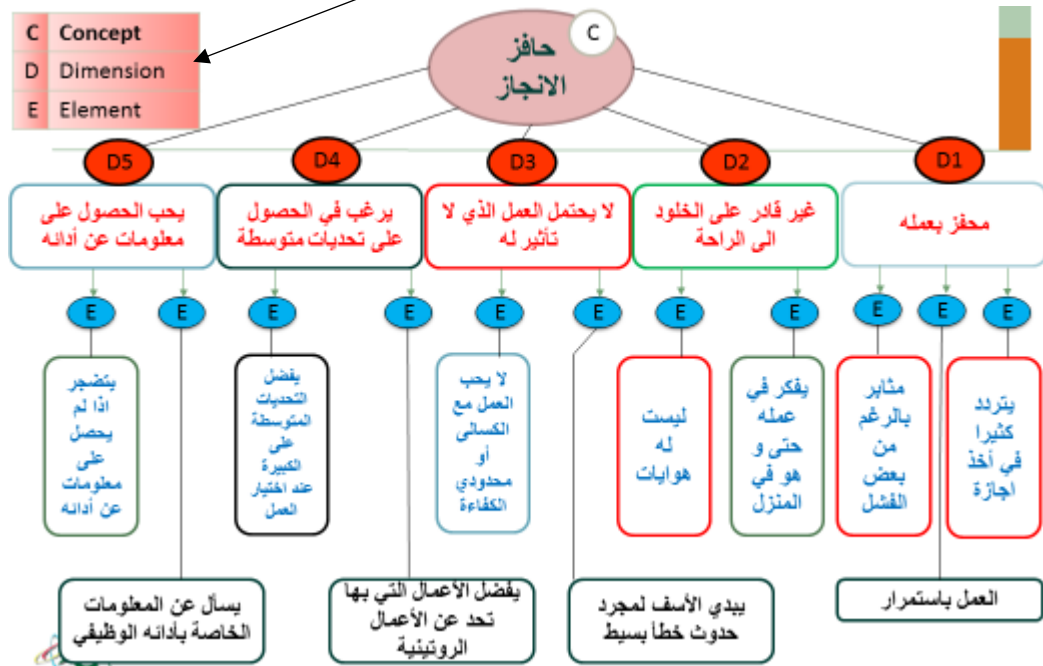 C Concept
D Dimension
E Element
C
حافز
الانجاز
D5
D4
D3
D2
D1
يحب الحصول على
معلومات عن أدائه
يرغب في الحصول
على تحديات متوسطة
لا يحتمل العمل الذي لا
تأثير له
غير قادر على الخلود
الى الراحة
محفز بعمله
E
E
E
E
E
E
E
E
E
E
E
يتضجر
اذا لم
يحصل
على
معلومات
عن أدائه
يفضل
التحديات
المتوسطة
على
الكبيرة
عند اختيار
العمل
لا يحب
العمل مع
الكسالى
أو
محدودي
الكفاءة
ليست
له
هوايات
يفكر في
عمله
حتى و
هو في
المنزل
مثابر
بالرغم
من
بعض
الفشل
يتردد
كثيرا
في أخذ
اجازة
يسأل عن المعلومات
الخاصة بأدائه الوظيفي
يفضل الأعمال التي بها
تحد عن الأعمال
الروتينية
يبدي الأسف لمجرد
حدوث خطأ بسيط
العمل باستمرار